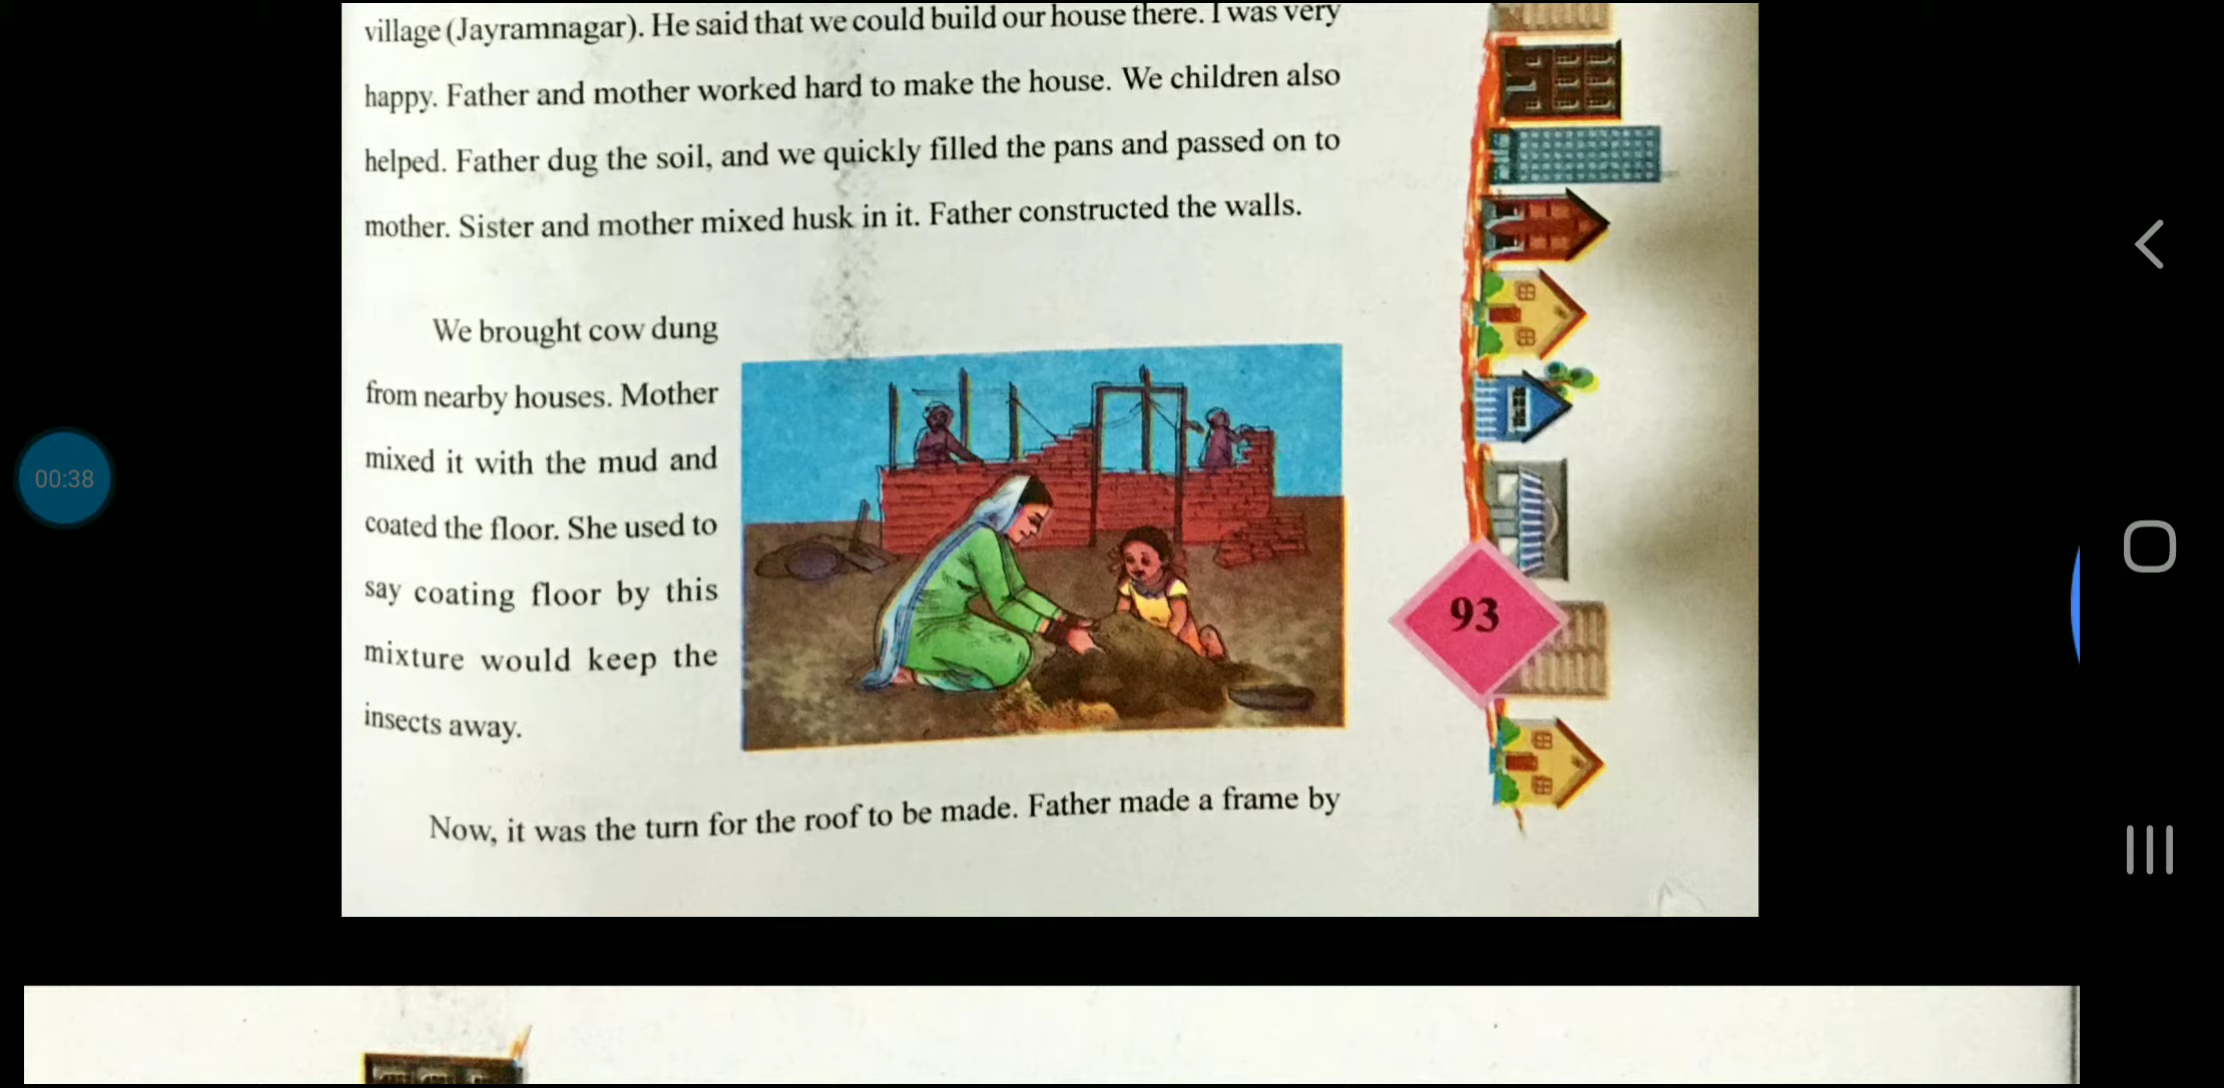 village (Jayramnagar). He said that we could build our house there. I was very
happy. Father and mother worked hard to make the house. We children also
helped. Father dug the soil, and we quickly filled the pans and passed on to
mother. Sister and mother mixed husk in it. Father constructed the walls.
We brought cow dung
from nearby houses. Mother
mixed it with the mud and
coated the floor. She used to
say coating floor by this
mixture would keep the
insects away.
Now, it was the turn for the roof to be made. Father made a frame by
93
00:38